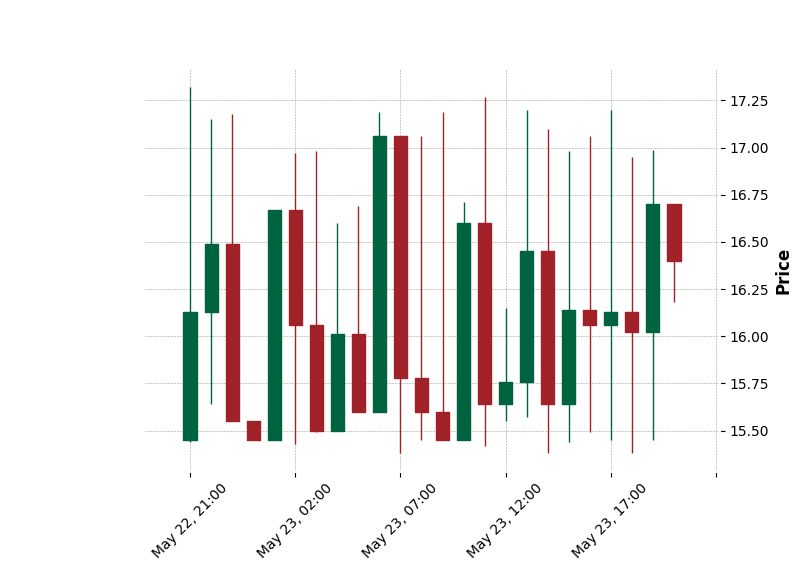 17.25
17.00
16.75
16.50
16.25
16.00
15.75
15.50
Price
May 22, 21:00
May 23, 02:00
May 23, 07:00
May 23, 12:00
May 23, 17:00